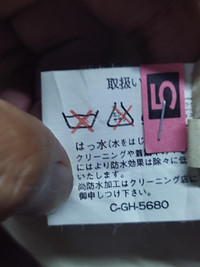 取扱い
5
はっ水(水をはじ
クリーニングや着
にはより防水効果は除々に低
いたします。
尚防水加工はクリーニング店に
御申しつけ下さい。
C-GH-5680